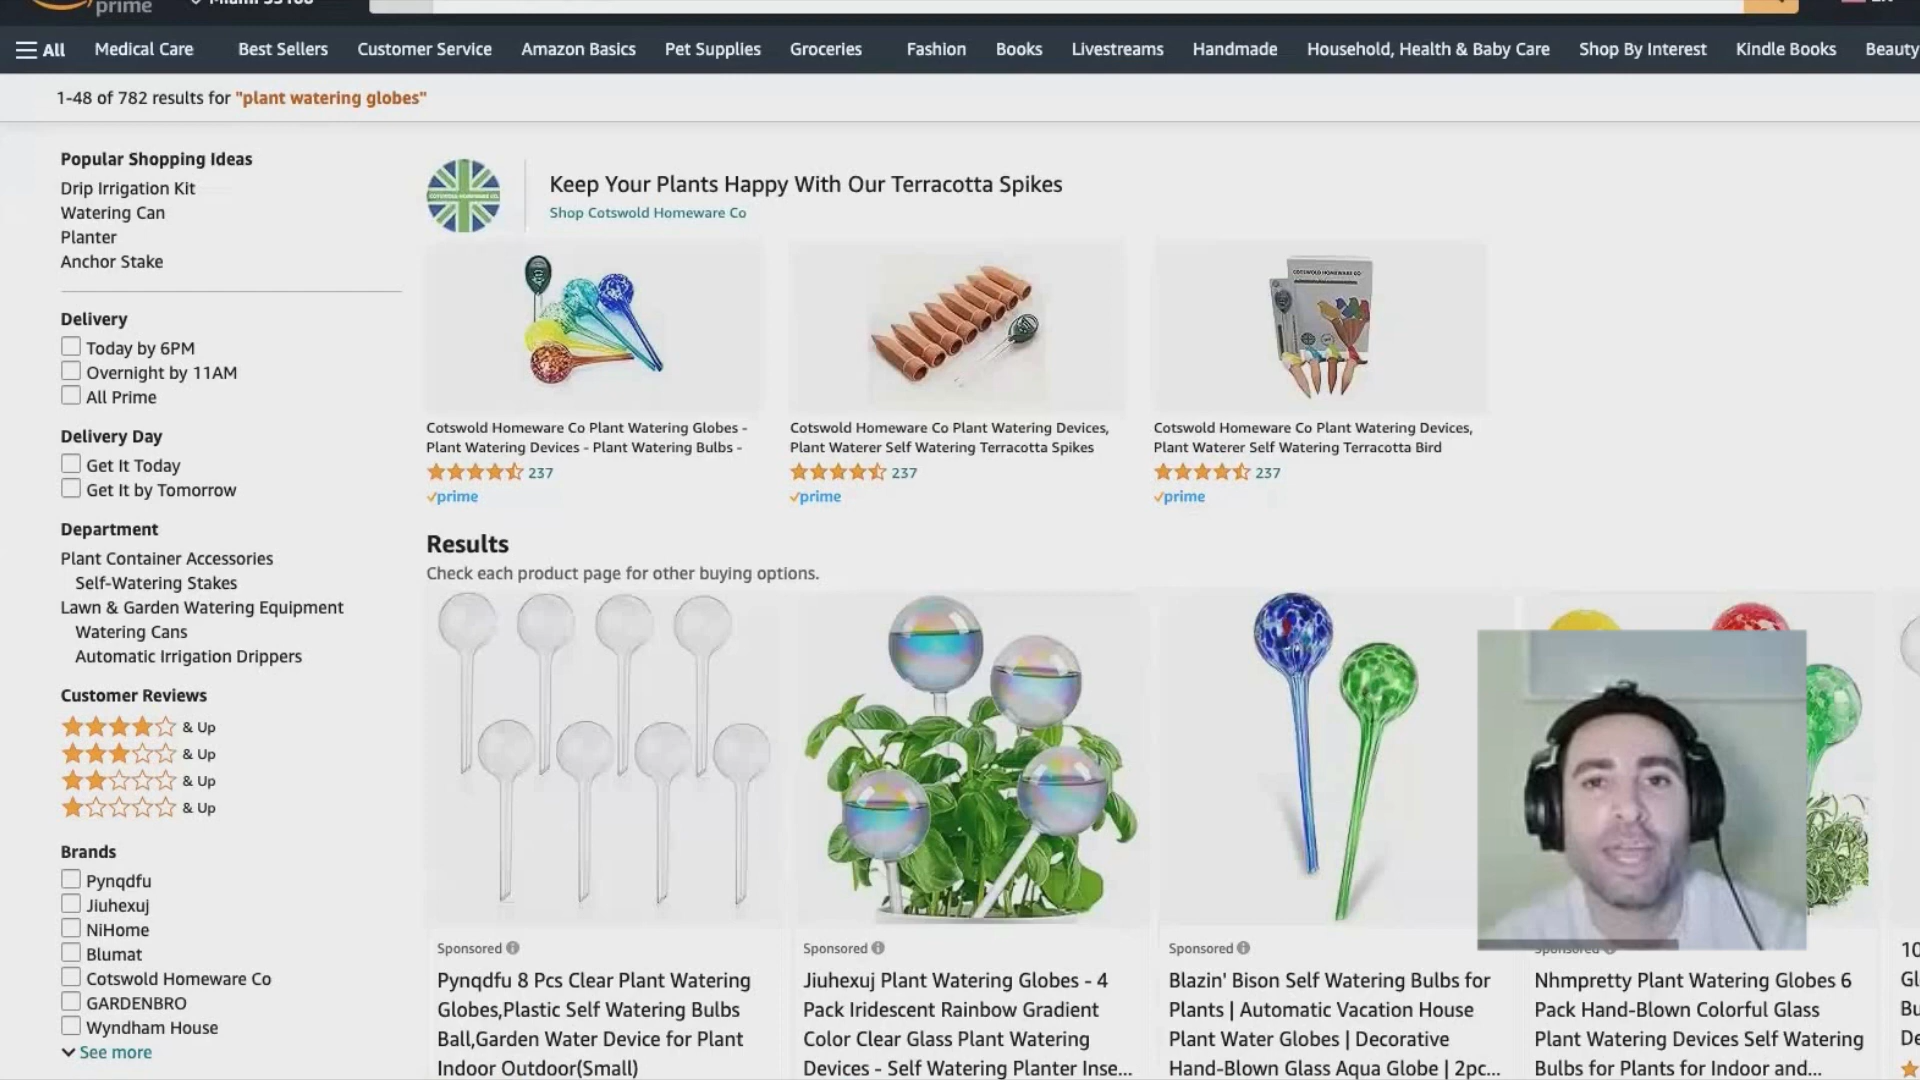 prime
All
Medical Care
Best Sellers
Customer Service
Amazon Basics
Pet Supplies
Groceries
Fashion
Books
Livestreams
Handmade
Household, Health & Baby Care
Shop By Interest
Kindle Books
Beauty
1-48 of 782 results for "plant watering globes"
Popular Shopping Ideas
Drip Irrigation Kit
Watering Can
Planter
Anchor Stake
Delivery
Today by 6PM
Overnight by 11AM
All Prime
Delivery Day
Get It Today
Get It by Tomorrow
Department
Plant Container Accessories
Self-Watering Stakes
Lawn & Garden Watering Equipment
Watering Cans
Automatic Irrigation Drippers
Customer Reviews
& Up
& Up
& Up
& Up
Brands
Pynqdfu
Jiuhexuj
NiHome
Blumat
Cotswold Homeware Co
GARDENBRO
Wyndham House
See more
COTSWOLD HOMEWARE CO.
Keep Your Plants Happy With Our Terracotta Spikes
Shop Cotswold Homeware Co
Cotswold Homeware Co Plant Watering Globes -
Plant Watering Devices - Plant Watering Bulbs -
237
prime
Cotswold Homeware Co Plant Watering Devices,
Plant Waterer Self Watering Terracotta Spikes
237
prime
COTSWOLD HOMEWARE CO
Cotswold Homeware Co Plant Watering Devices,
Plant Waterer Self Watering Terracotta Bird
237
prime
Results
Check each product page for other buying options.
Sponsored
Pynqdfu 8 Pcs Clear Plant Watering
Globes,Plastic Self Watering Bulbs
Ball,Garden Water Device for Plant
Indoor Outdoor(Small)
Sponsored
Jiuhexuj Plant Watering Globes - 4
Pack Iridescent Rainbow Gradient
Color Clear Glass Plant Watering
Devices - Self Watering Planter Inse...
Sponsored
Blazin' Bison Self Watering Bulbs for
Plants | Automatic Vacation House
Plant Water Globes | Decorative
Hand-Blown Glass Aqua Globe | 2pc...
Sponsored
Nhmpretty Plant Watering Globes 6
Pack Hand-Blown Colorful Glass
Plant Watering Devices Self Watering
Bulbs for Plants for Indoor and...
10
Gl
Bu
De